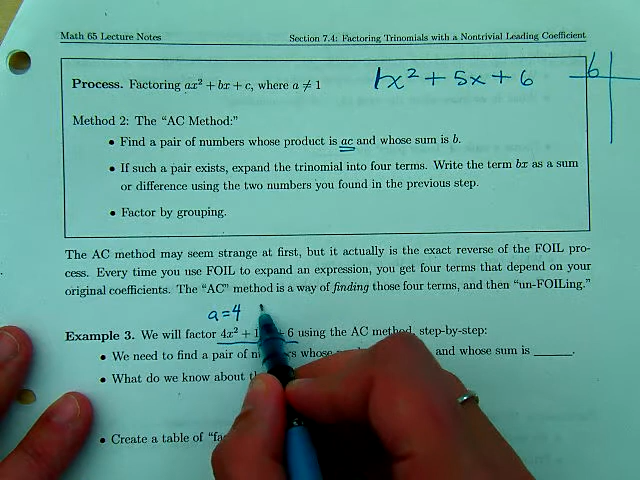 Math 65 Lecture Notes
Section 7.4: Factoring Trinomials with a Nontrivial Leading Coefficient
Process. Factoring ax² + bx + c, where a ≠ 1
1x² + 5x + 6
6
Method 2: The "AC Method:"
• Find a pair of numbers whose product is ac and whose sum is b.
• If such a pair exists, expand the trinomial into four terms. Write the term bx as a sum
or difference using the two numbers you found in the previous step.
• Factor by grouping.
The AC method may seem strange at first, but it actually is the exact reverse of the FOIL pro-
cess. Every time you use FOIL to expand an expression, you get four terms that depend on your
original coefficients. The "AC" method is a way of finding those four terms, and then "un-FOILing."
a=4
Example 3. We will factor 4x² + 1 + 6 using the AC method, step-by-step:
• We need to find a pair of whose and whose sum is ______.
• What do we know about
• Create a table of